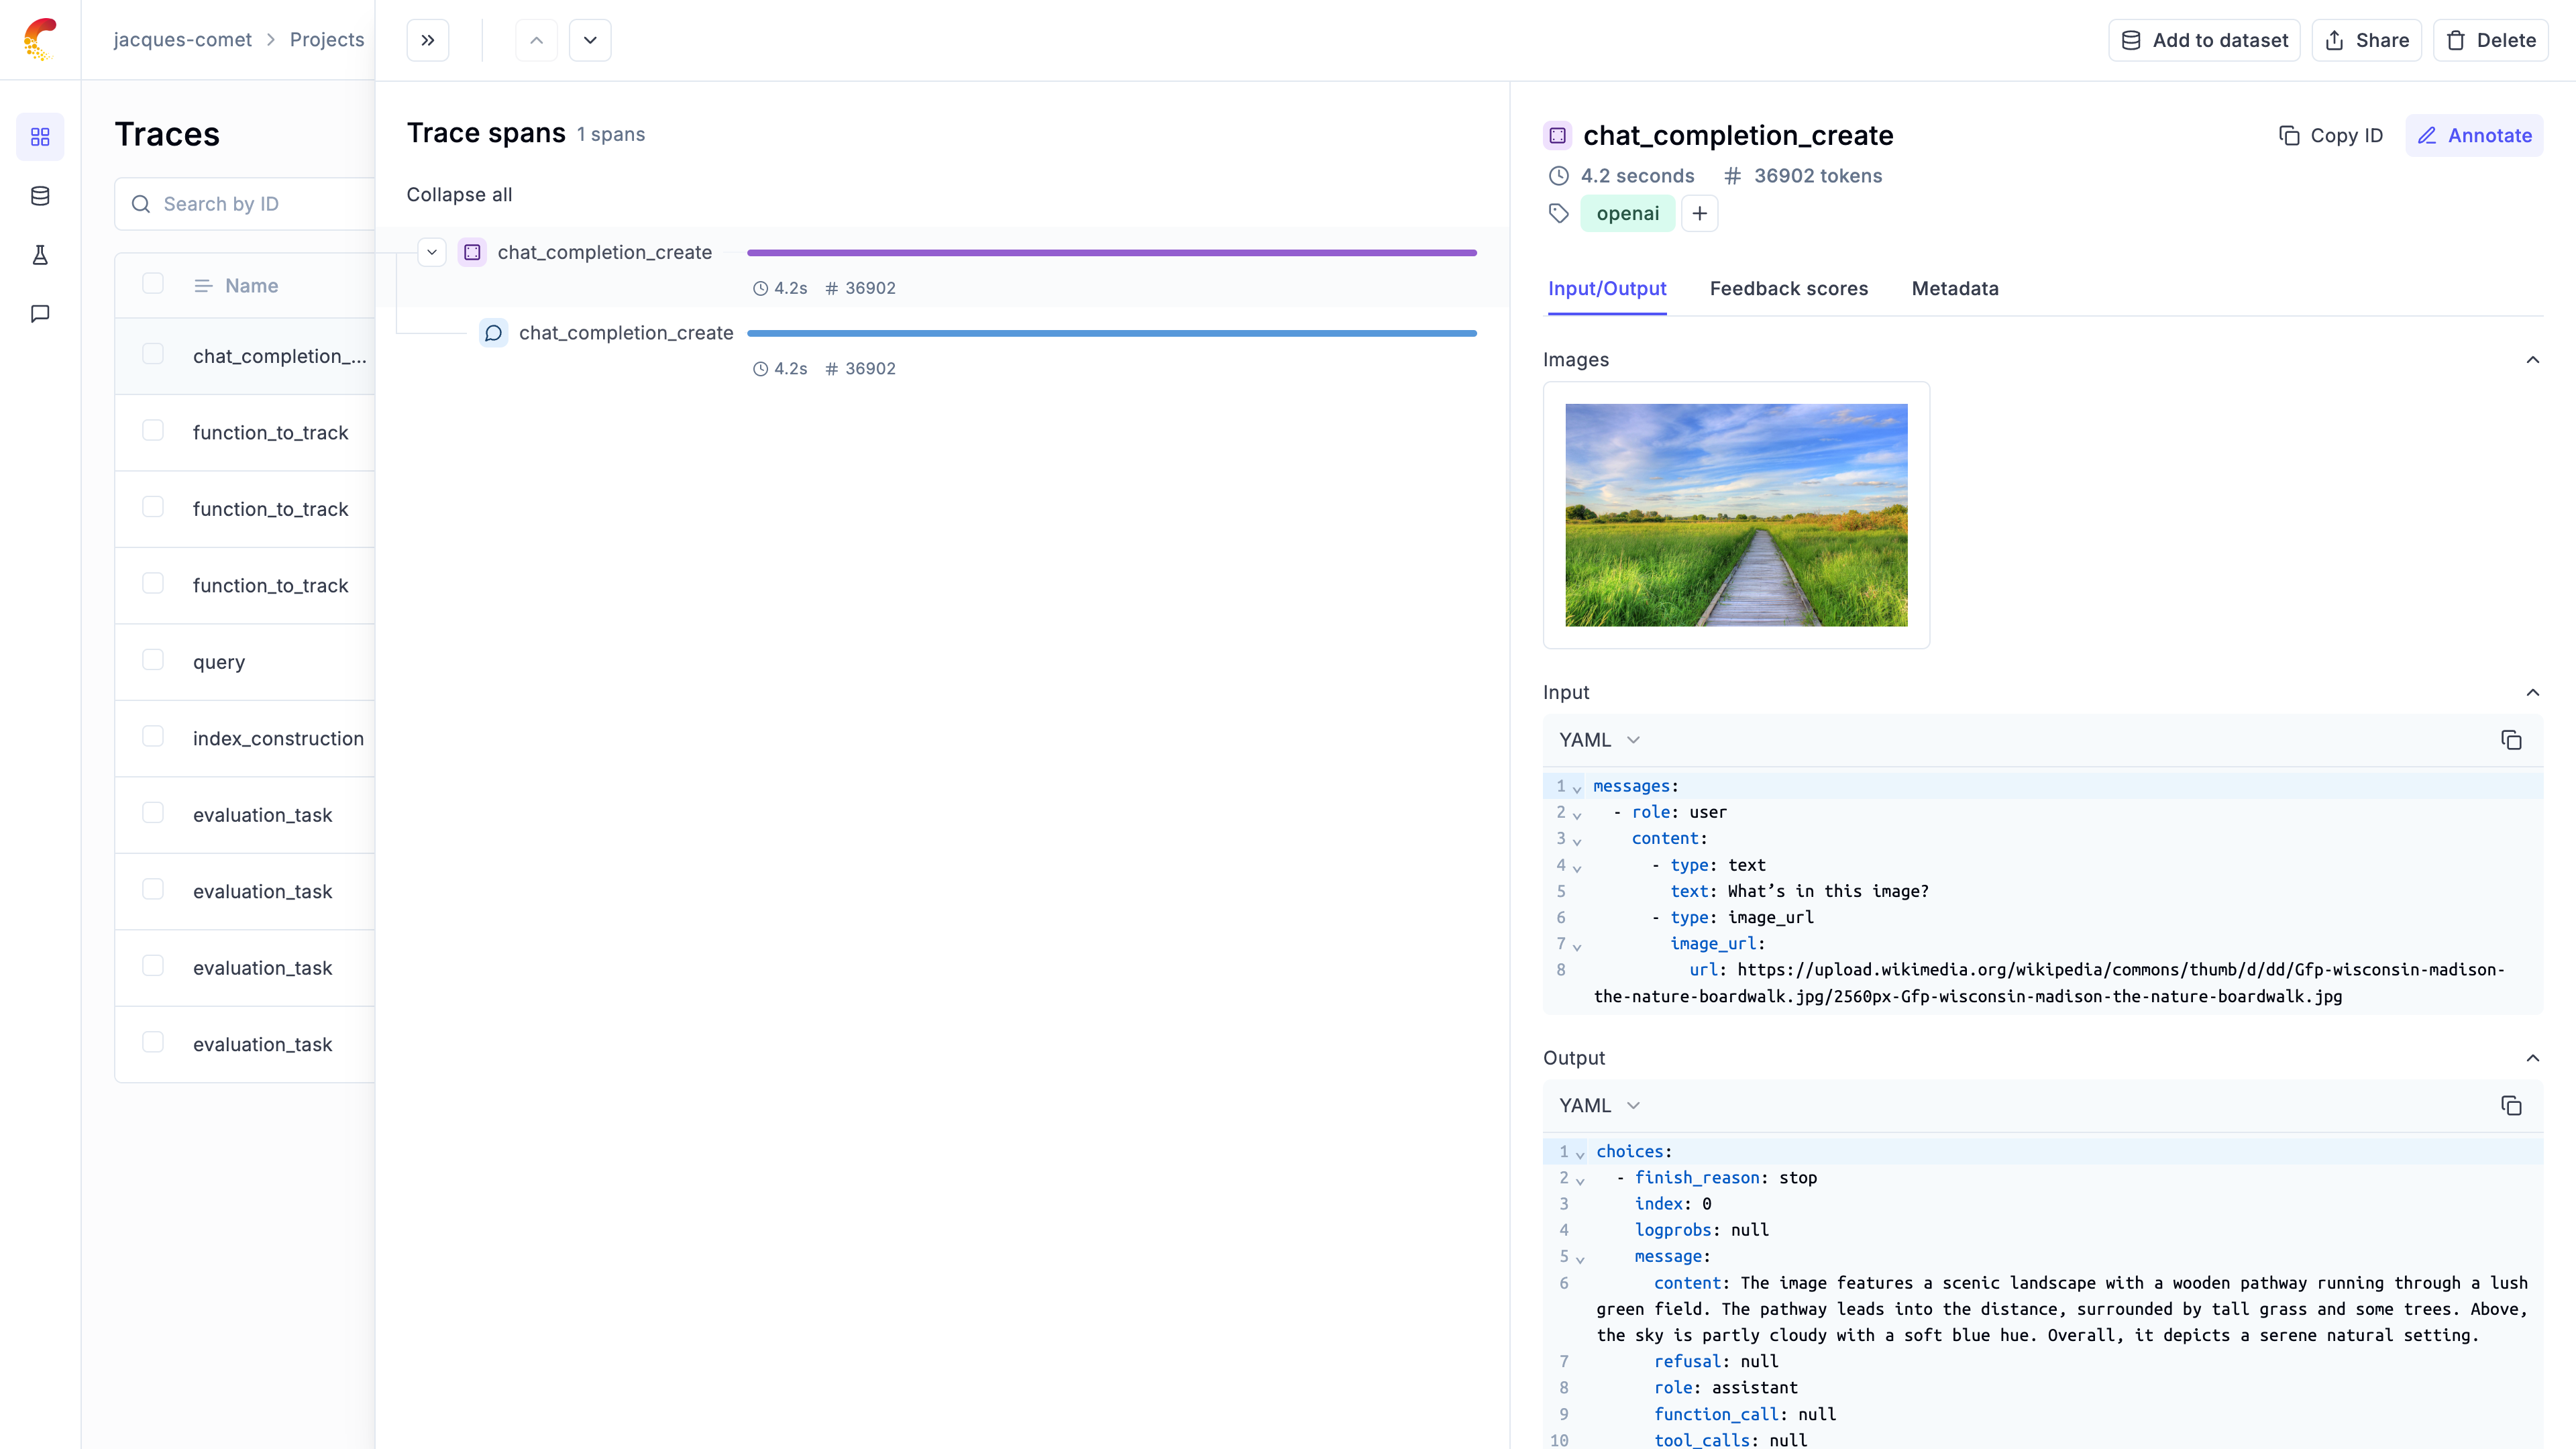 jacques-comet > Projects
Add to dataset
Share
Delete
Traces
Search by ID
Name
chat_completion_...
function_to_track
function_to_track
function_to_track
query
index_construction
evaluation_task
evaluation_task
evaluation_task
evaluation_task
Trace spans 1 spans
Collapse all
chat_completion_create
4.2s # 36902
chat_completion_create
4.2s # 36902
chat_completion_create
Copy ID
Annotate
4.2 seconds # 36902 tokens
openai +
Input/Output Feedback scores Metadata
Images
Input
YAML
1 messages:
2 - role: user
3 content:
4 - type: text
5 text: What’s in this image?
6 - type: image_url
7 image_url:
8 url: https://upload.wikimedia.org/wikipedia/commons/thumb/d/dd/Gfp-wisconsin-madison-
the-nature-boardwalk.jpg/2560px-Gfp-wisconsin-madison-the-nature-boardwalk.jpg
Output
YAML
1 choices:
2 - finish_reason: stop
3 index: 0
4 logprobs: null
5 message:
6 content: The image features a scenic landscape with a wooden pathway running through a lush
green field. The pathway leads into the distance, surrounded by tall grass and some trees. Above,
the sky is partly cloudy with a soft blue hue. Overall, it depicts a serene natural setting.
7 refusal: null
8 role: assistant
9 function_call: null
10 tool_calls: null